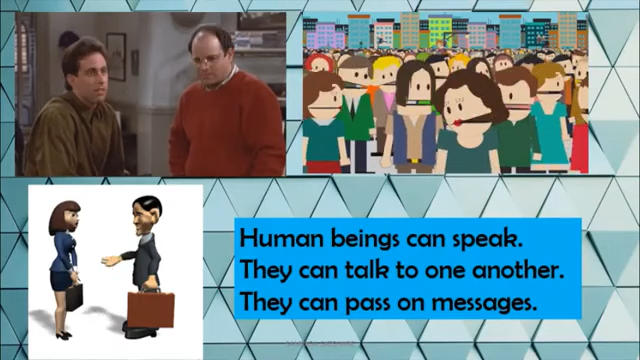 Human beings can speak.
They can talk to one another.
They can pass on messages.